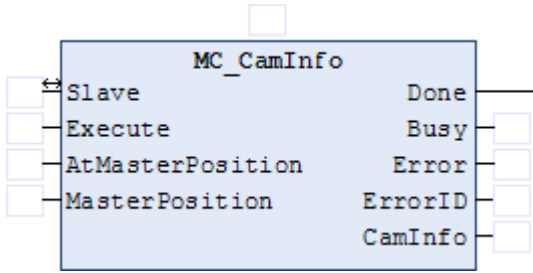 MC_CamInfo
Slave Done
Execute Busy
AtMasterPosition Error
MasterPosition ErrorID
CamInfo